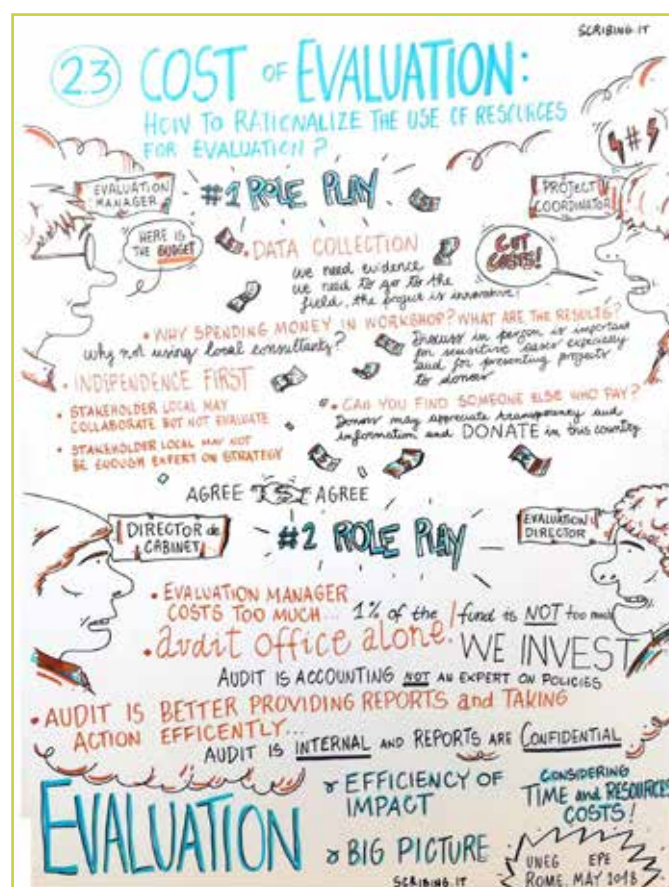 SCRIBING.IT
2.3 COST OF EVALUATION:
HOW TO RATIONALIZE THE USE OF RESOURCES
FOR EVALUATION?
EVALUATION
MANAGER
#1 ROLE PLAY
PROJECT
COORDINATOR
HERE IS
THE BUDGET
CUT
COSTS!
• DATA COLLECTION
we need evidence
we need to go to the
field, the project is innovative!
• WHY SPENDING MONEY IN WORKSHOP? WHAT ARE THE RESULTS?
why not using local consultants?
Discuss in person is important
for sensitive cases especially
and for presenting projects
to donors
• INDEPENDENCE FIRST
• STAKEHOLDER LOCAL MAY
COLLABORATE BUT NOT EVALUATE
• STAKEHOLDER LOCAL MAY NOT
BE ENOUGH EXPERT ON STRATEGY
• CAN YOU FIND SOMEONE ELSE WHO PAY?
Donors may appreciate transparency and
information and DONATE in this country
AGREE
AGREE
DIRECTOR de
CABINET
#2 ROLE PLAY
EVALUATION
DIRECTOR
• EVALUATION MANAGER
COSTS TOO MUCH... 1% of the fund is NOT too much
• audit office alone. WE INVEST
AUDIT IS ACCOUNTING NOT AN EXPERT ON POLICIES
• AUDIT IS BETTER PROVIDING REPORTS and TAKING
ACTION EFFICENTLY...
AUDIT IS INTERNAL AND REPORTS ARE CONFIDENTIAL
EVALUATION
EFFICIENCY OF
IMPACT
BIG PICTURE
CONSIDERING
TIME and RESOURCES
COSTS!
UNEG EPE
ROME, MAY 2018
SCRIBING.IT